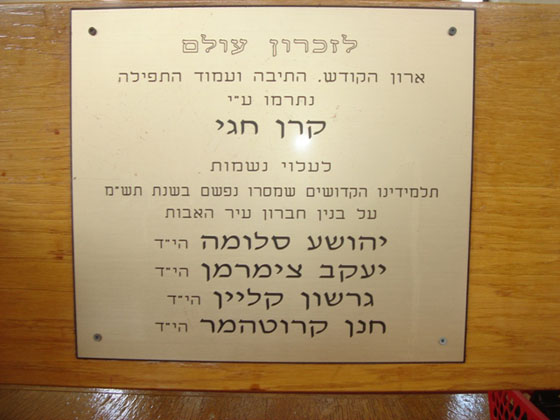 לזכרון עולם
ארון הקודש. התיבה ועמוד התפילה
נתרמו ע״י
קרן חגי
לעלוי נשמות
תלמידינו הקדושים שמסרו נפשם בשנת תש״מ
על בנין חברון עיר האבות
יהושע סלומה הי״ד
יעקב צימרמן הי״ד
גרשון קליין הי״ד
חנן קרוטהמר הי״ד